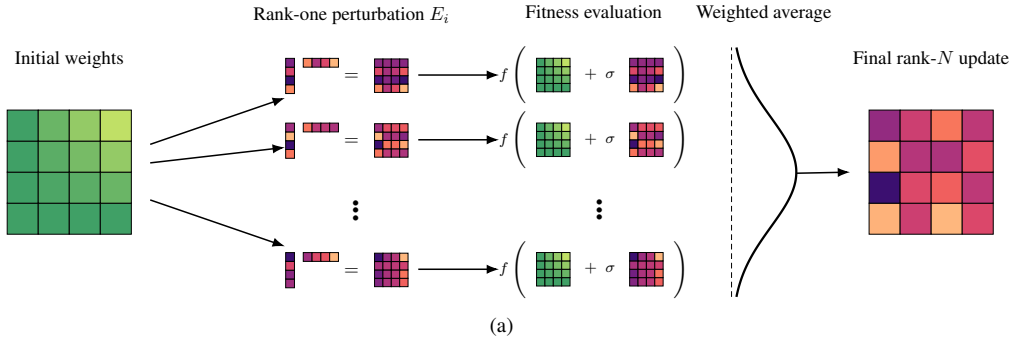 Rank-one perturbation E_i
Fitness evaluation
Weighted average
Initial weights
Final rank-N update
= f ( + σ )
= f ( + σ )
= f ( + σ )
(a)